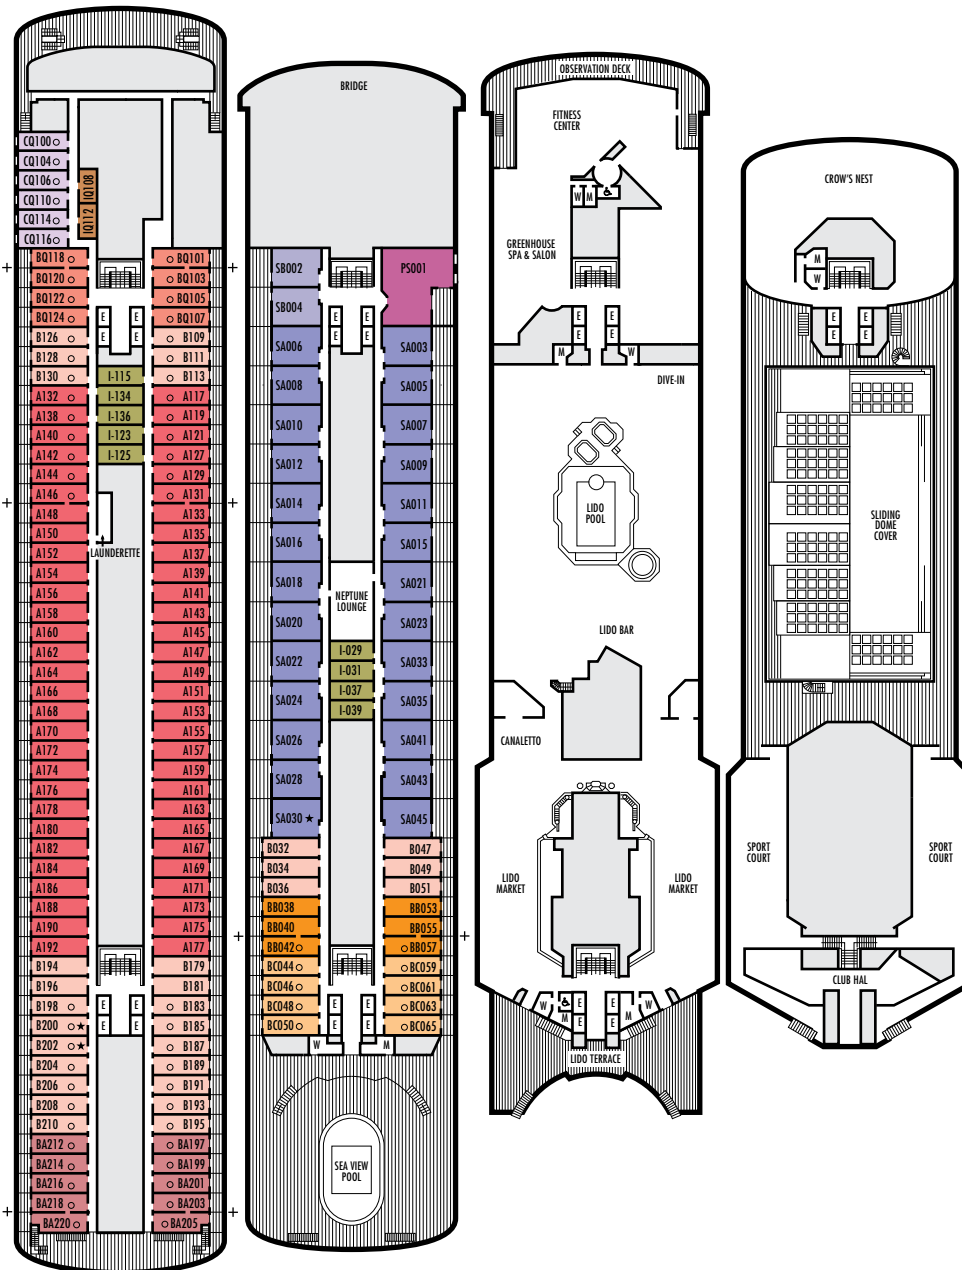 CQ100
CQ104
CQ106
CQ110
CQ114
CQ116
IQ108
IQ112
BQ118
BQ120
BQ122
BQ124
B126
B128
B130
A132
A138
A140
A142
A144
A146
A148
A150
A152
A154
A156
A158
A160
A162
A164
A166
A168
A170
A172
A174
A176
A178
A180
A182
A184
A186
A188
A190
A192
B194
B196
B198
B200 ★
B202 ★
B204
B206
B208
B210
BA212
BA214
BA216
BA218
BA220
E E
E E
I-115
I-134
I-136
I-123
I-125
LAUNDERETTE
E E
E E
BQ101
BQ103
BQ105
BQ107
B109
B111
B113
A117
A119
A121
A127
A129
A131
A133
A135
A137
A139
A141
A143
A145
A147
A149
A151
A153
A155
A157
A159
A161
A163
A165
A167
A169
A171
A173
A175
A177
B179
B181
B183
B185
B187
B189
B191
B193
B195
BA197
BA199
BA201
BA203
BA205
BRIDGE
SB002
SB004
SA006
SA008
SA010
SA012
SA014
SA016
SA018
SA020
SA022
SA024
SA026
SA028
SA030 ★
B032
B034
B036
BB038
BB040
BB042
BC044
BC046
BC048
BC050
E E
E E
NEPTUNE
LOUNGE
I-029
I-031
I-037
I-039
E E
E E
W M
PS001
SA003
SA005
SA007
SA009
SA011
SA015
SA021
SA023
SA033
SA035
SA041
SA043
SA045
B047
B049
B051
BB053
BB055
BB057
BC059
BC061
BC063
BC065
SEA VIEW
POOL
OBSERVATION DECK
FITNESS
CENTER
W M
GREENHOUSE
SPA & SALON
E E
E E
M W
DIVE-IN
LIDO
POOL
LIDO BAR
CANALETTO
LIDO
MARKET
LIDO
MARKET
W M E E M W
E E
LIDO TERRACE
CROW'S NEST
M
W
E E
E E
SLIDING
DOME
COVER
SPORT
COURT
SPORT
COURT
CLUB HAL